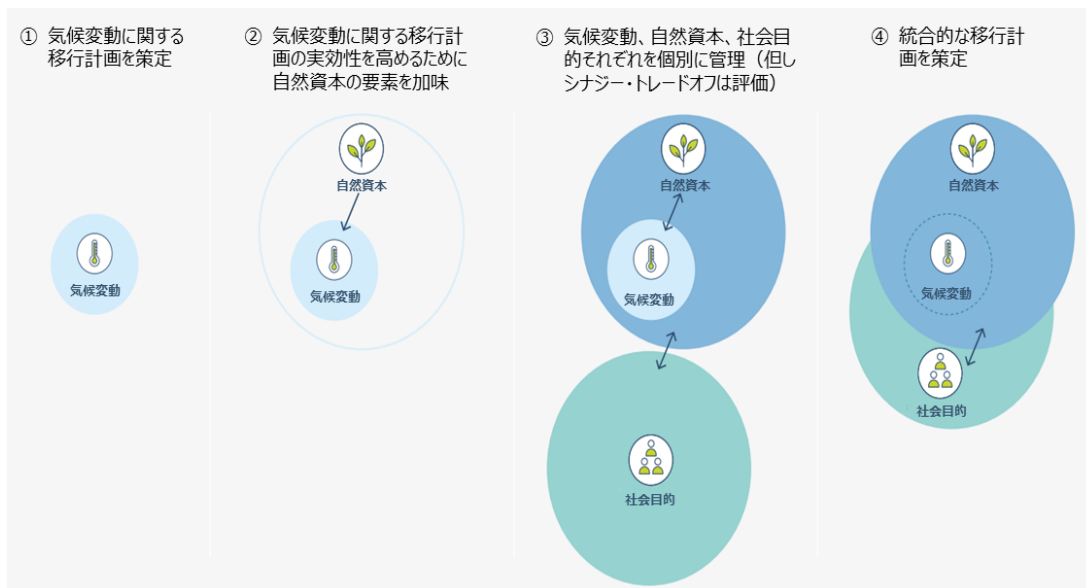 ① 気候変動に関する
移行計画を策定
② 気候変動に関する移行計
画の実効性を高めるために
自然資本の要素を加味
③ 気候変動、自然資本、社会目
的それぞれを個別に管理（但し
シナジー・トレードオフは評価）
④ 統合的な移行計
画を策定
気候変動
自然資本
気候変動
自然資本
気候変動
社会目的
自然資本
気候変動
社会目的